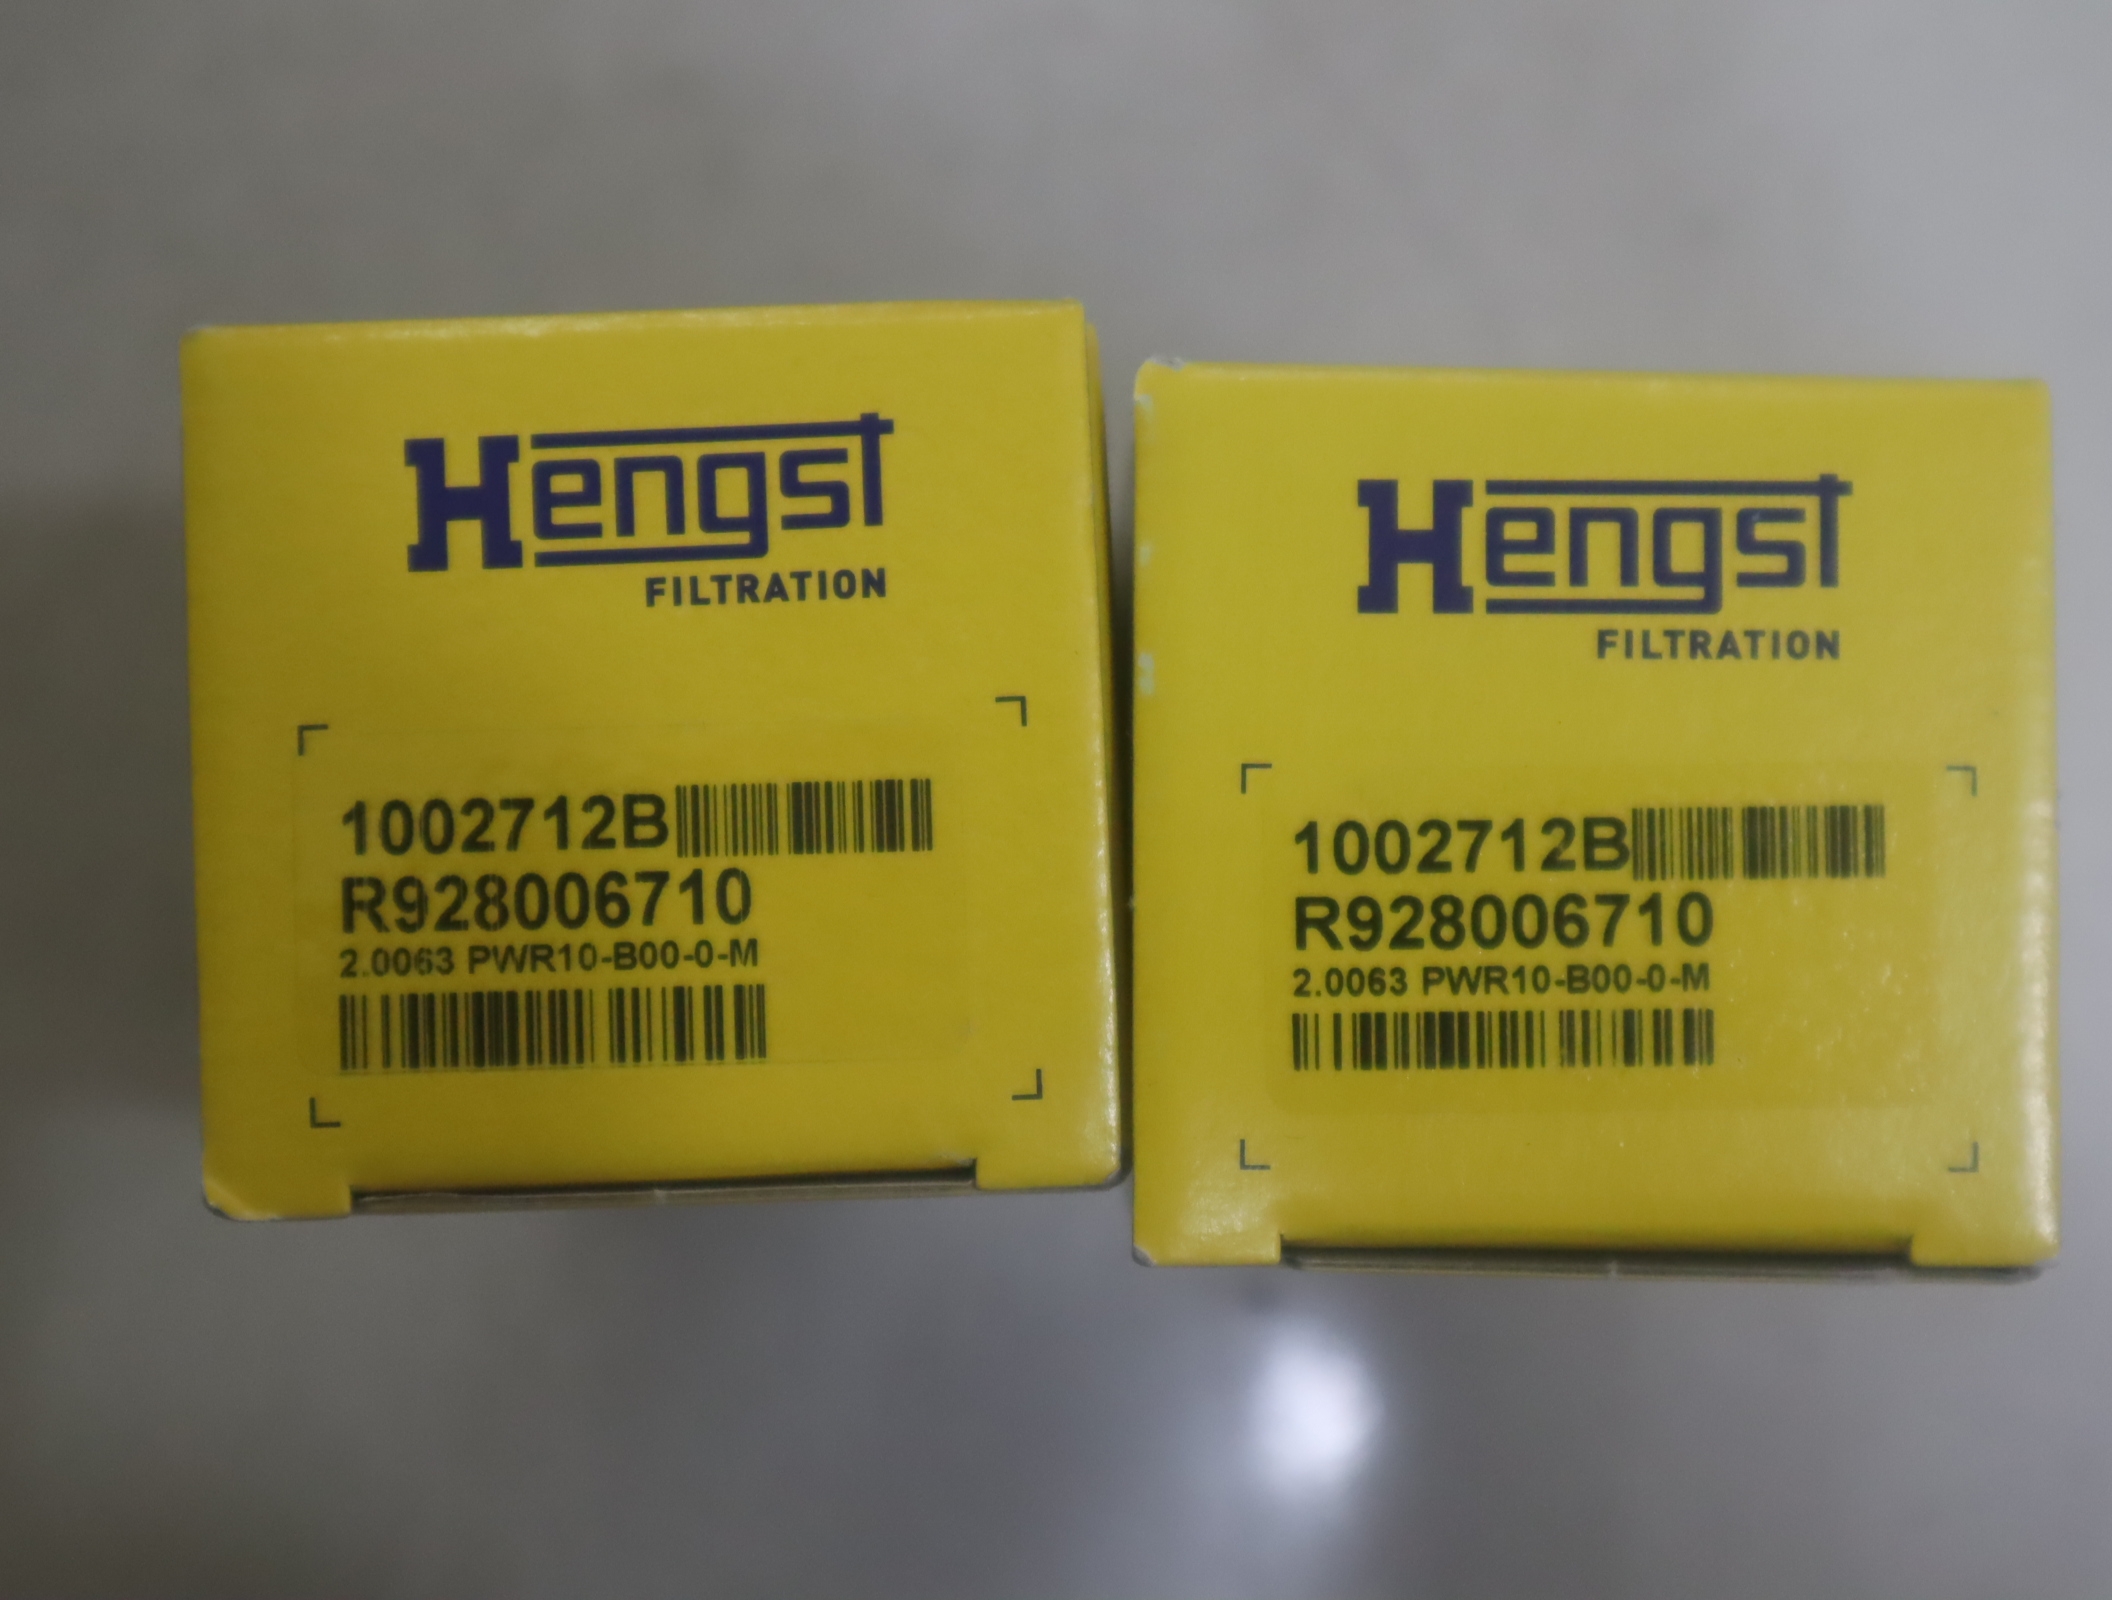 Hengst
FILTRATION
1002712B
R928006710
2.0063 PWR10-B00-0-M
Hengst
FILTRATION
1002712B
R928006710
2.0063 PWR10-B00-0-M